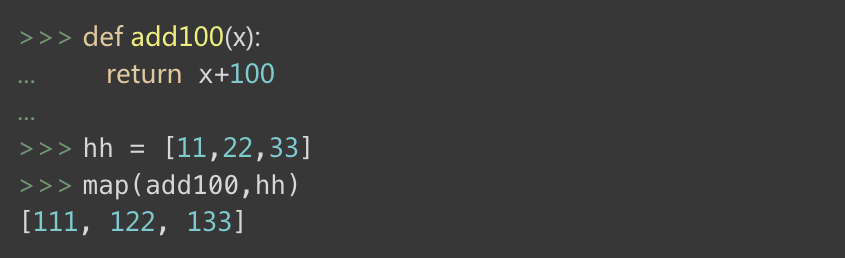 >>> def add100(x):
...     return x+100
...
>>> hh = [11,22,33]
>>> map(add100,hh)
[111, 122, 133]